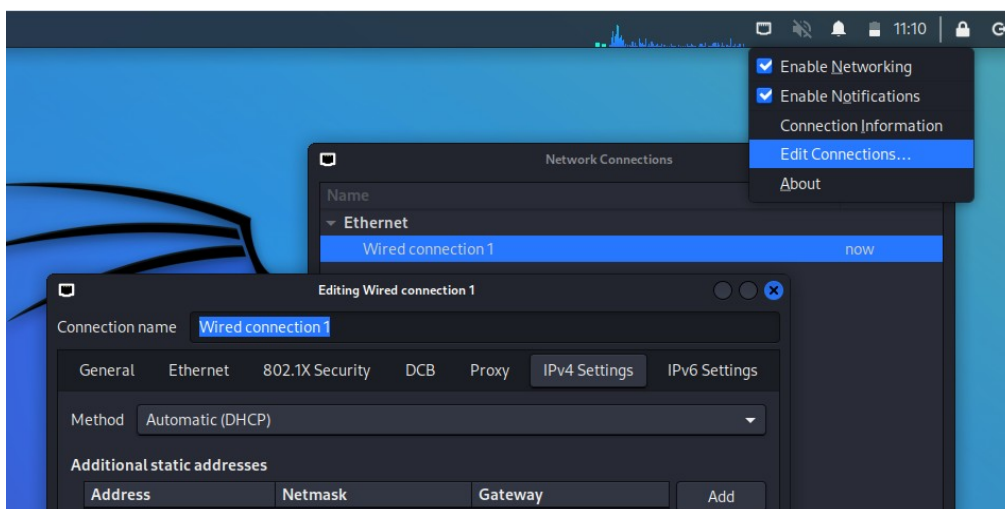 11:10
Enable Networking
Enable Notifications
Connection Information
Edit Connections...
About
Network Connections
Name
Ethernet
Wired connection 1 now
Editing Wired connection 1
Connection name Wired connection 1
General Ethernet 802.1X Security DCB Proxy IPv4 Settings IPv6 Settings
Method Automatic (DHCP)
Additional static addresses
Address Netmask Gateway Add